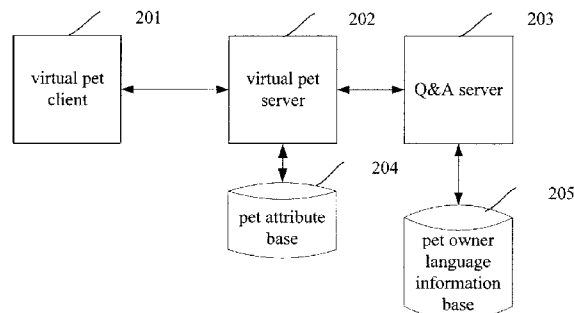 201
202
203
virtual pet
client
virtual pet
server
Q&A server
204
pet attribute
base
205
pet owner
language
information
base